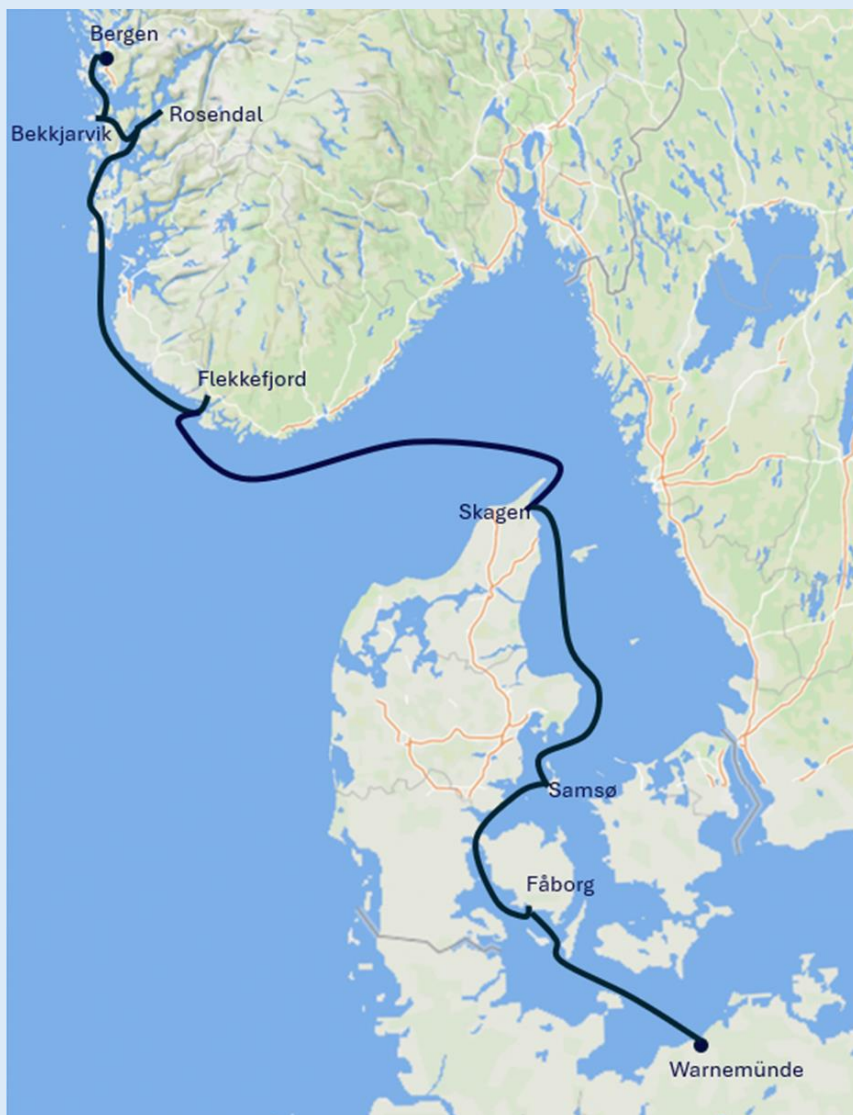 Bergen
Rosendal
Bekkjarvik
Flekkefjord
Skagen
Samsø
Fåborg
Warnemünde